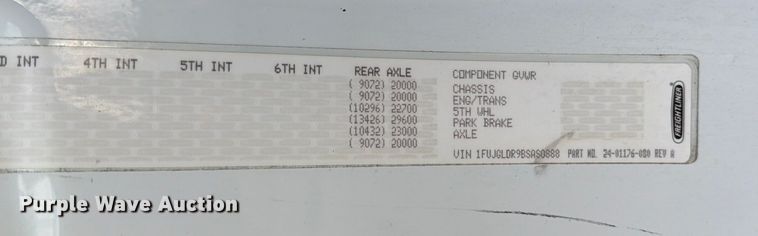 D INT 4TH INT 5TH INT 6TH INT REAR AXLE COMPONENT GVWR
( 9072) 20000 CHASSIS
( 9072) 20000 ENG/TRANS
(10296) 22700 5TH WHL
(13426) 29600 PARK BRAKE
(10432) 23000 AXLE
( 9072) 20000
VIN 1FUJGLDR9BSAS0888 PART NO. 24-01176-080 REV A
FREIGHTLINER
Purple Wave Auction